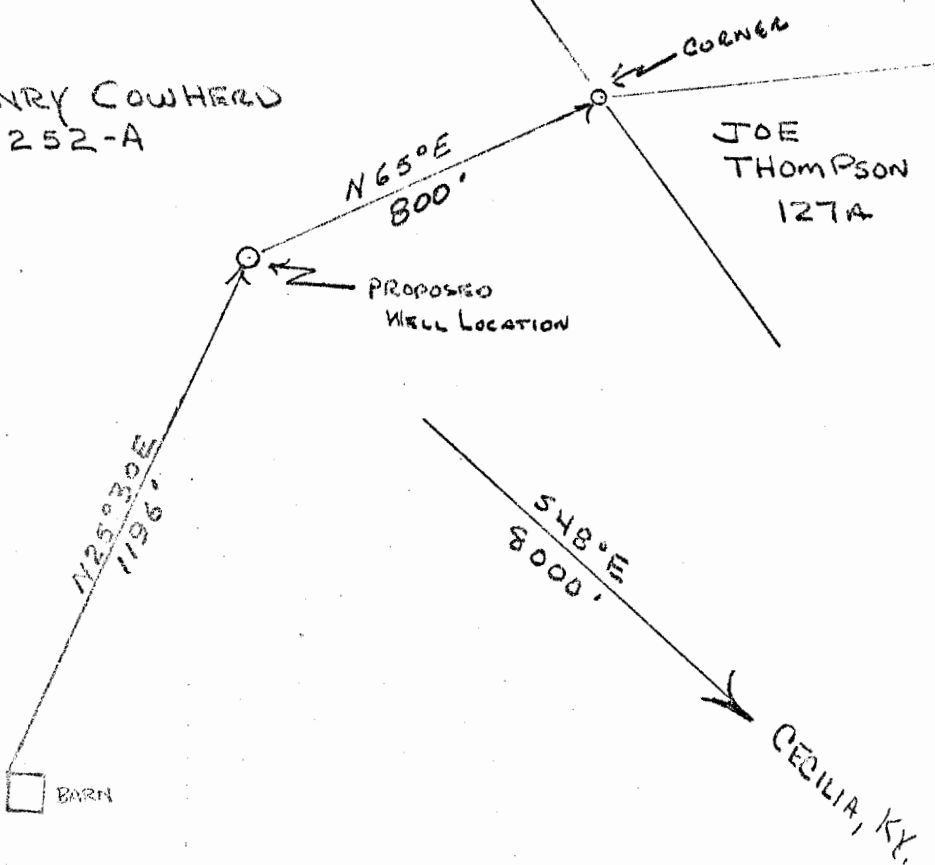 CORNER
NRY COWHERD
252-A
JOE
THOMPSON
127A
N65°E
800'
PROPOSED
WELL LOCATION
N25°30E
1196'
S48°E
8000'
BARN
CECILIA, KY.